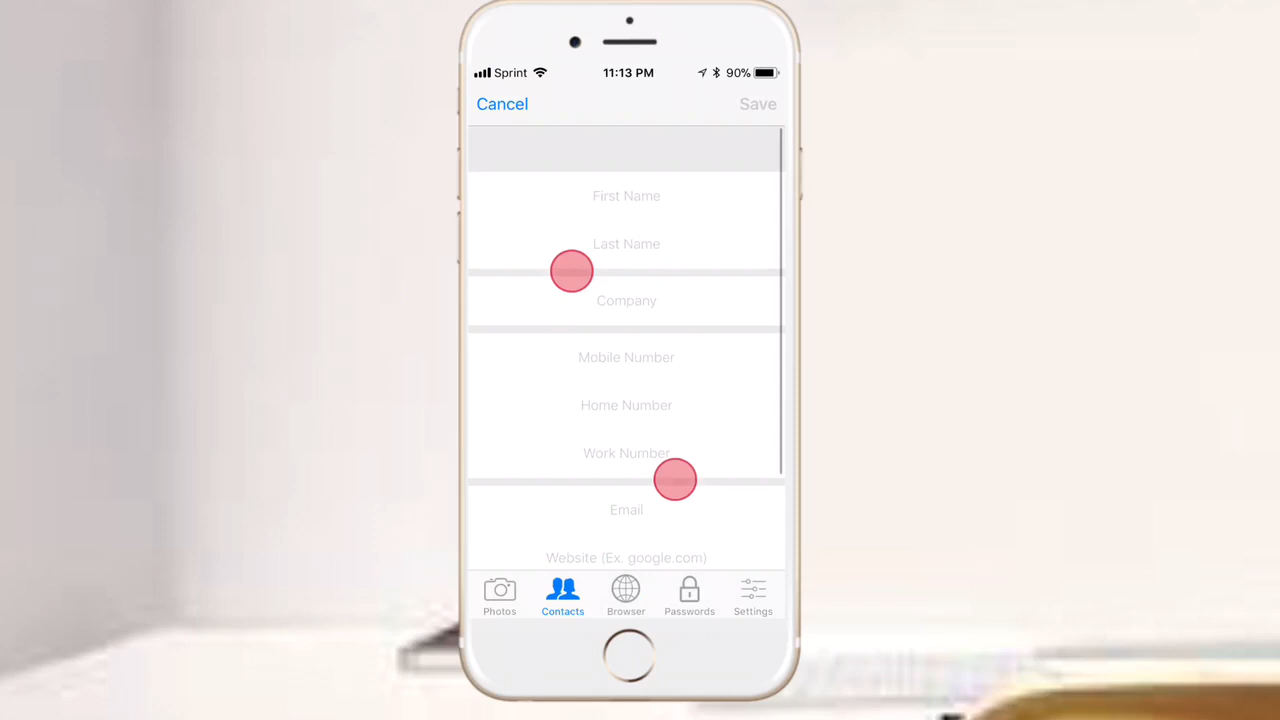 Sprint 11:13 PM 90%
Cancel Save
First Name
Last Name
Company
Mobile Number
Home Number
Work Number
Email
Website (Ex. google.com)
Photos Contacts Browser Passwords Settings